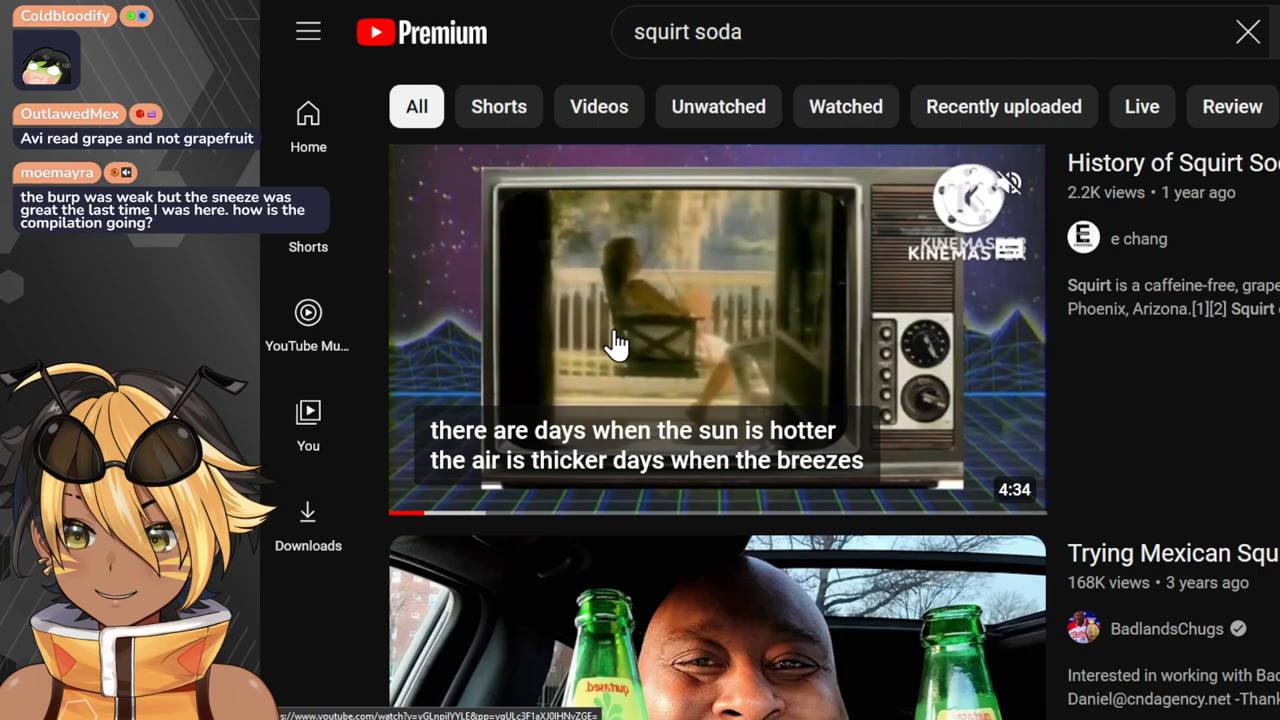 Coldbloodify
OutlawedMex
Avi read grape and not grapefruit
moemayra
the burp was weak but the sneeze was
great the last time I was here. how is the
compilation going?
Premium
squirt soda
All
Shorts
Videos
Unwatched
Watched
Recently uploaded
Live
Review
Home
Shorts
YouTube Mu...
You
Downloads
K
KINEMASTER
KINEMASTER
there are days when the sun is hotter
the air is thicker days when the breezes
4:34
History of Squirt So
2.2K views • 1 year ago
E
e chang
Squirt is a caffeine-free, grape
Phoenix, Arizona.[1][2] Squirt
Trying Mexican Squ
168K views • 3 years ago
BadlandsChugs
Interested in working with Bad
Daniel@cndagency.net -Thank